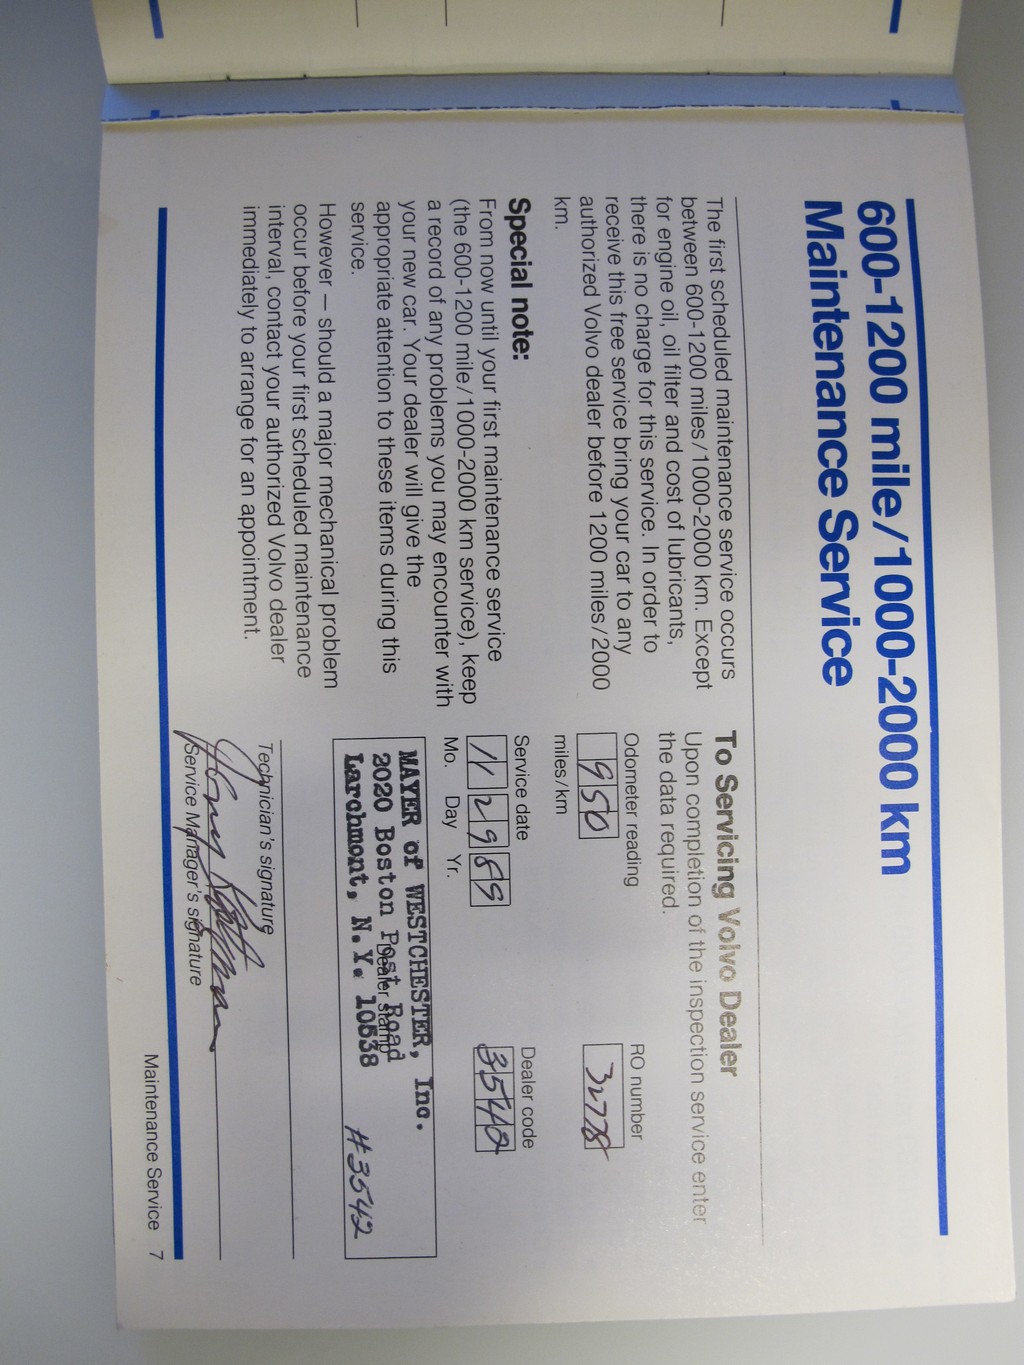 600-1200 mile/1000-2000 km
Maintenance Service
The first scheduled maintenance service occurs
between 600-1200 miles/1000-2000 km. Except
for engine oil, oil filter and cost of lubricants,
there is no charge for this service. In order to
receive this free service bring your car to any
authorized Volvo dealer before 1200 miles/2000
km.
Special note:
From now until your first maintenance service
(the 600-1200 mile/1000-2000 km service), keep
a record of any problems you may encounter with
your new car. Your dealer will give the
appropriate attention to these items during this
service.
However — should a major mechanical problem
occur before your first scheduled maintenance
interval, contact your authorized Volvo dealer
immediately to arrange for an appointment.
To Servicing Volvo Dealer
Upon completion of the inspection service enter
the data required.
Odometer reading
950
miles/km
RO number
32778
Service date
11 29 89
Mo. Day Yr.
Dealer code
3542
MAYER of WESTCHESTER, Inc.
2020 Boston Post Road
Dealer stamp
Larchmont, N.Y. 10538 #3542
Technician's signature
Service Manager's signature
Maintenance Service 7